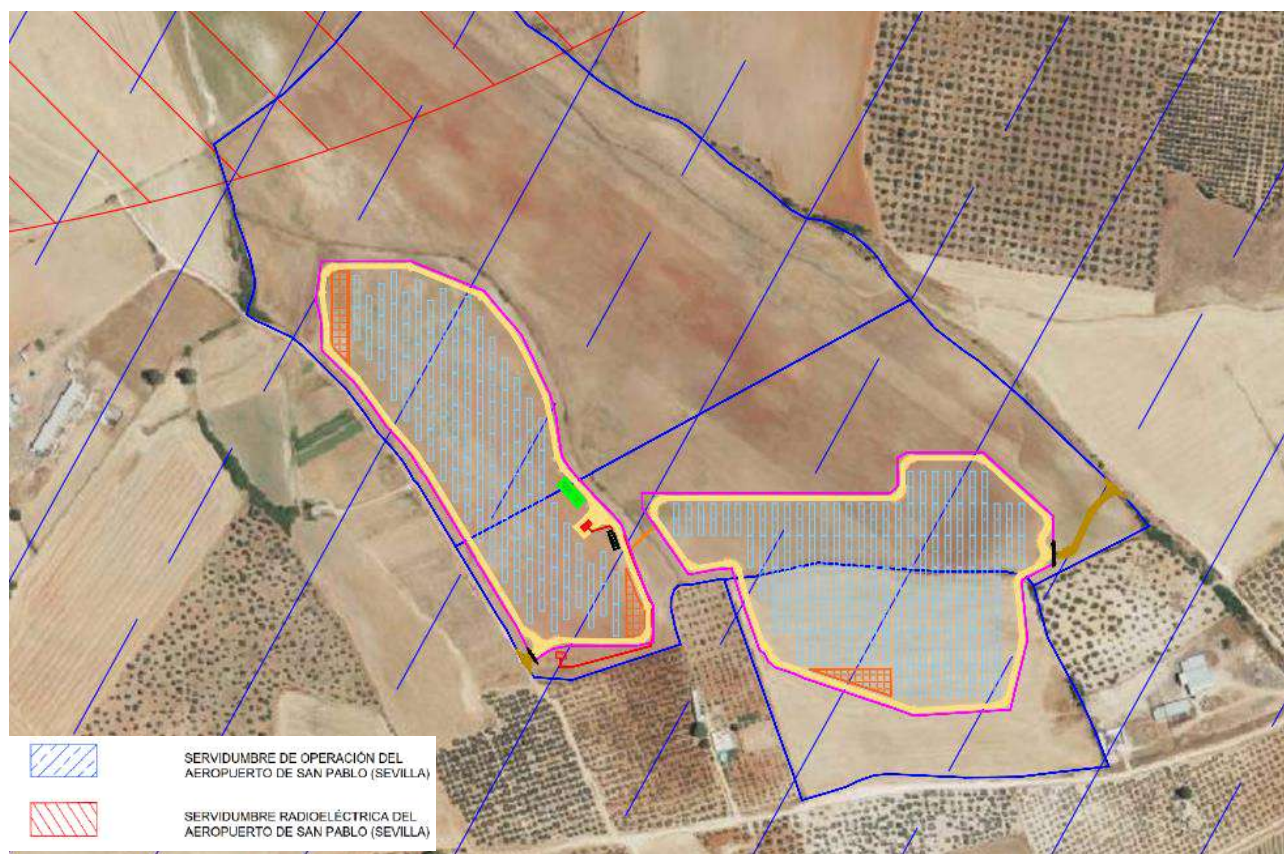 SERVIDUMBRE DE OPERACIÓN DEL
AEROPUERTO DE SAN PABLO (SEVILLA)
SERVIDUMBRE RADIOELÉCTRICA DEL
AEROPUERTO DE SAN PABLO (SEVILLA)